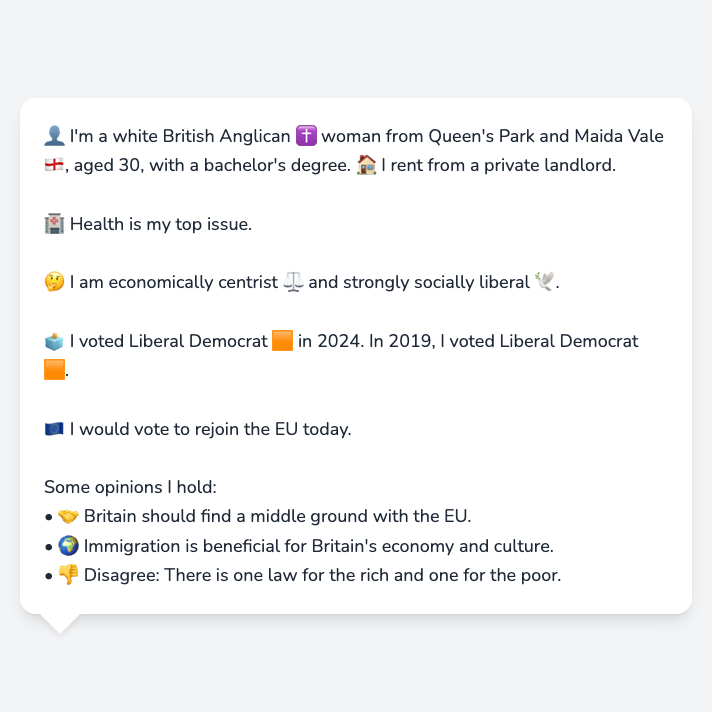 👤 I'm a white British Anglican ✝️ woman from Queen's Park and Maida Vale
🏴󠁧󠁢󠁥󠁮󠁧󠁿, aged 30, with a bachelor's degree. 🏠 I rent from a private landlord.
🏥 Health is my top issue.
🤔 I am economically centrist ⚖️ and strongly socially liberal 🕊️.
🗳️ I voted Liberal Democrat 🟧 in 2024. In 2019, I voted Liberal Democrat
🟧.
🇪🇺 I would vote to rejoin the EU today.
Some opinions I hold:
• 🤝 Britain should find a middle ground with the EU.
• 🌍 Immigration is beneficial for Britain's economy and culture.
• 👎 Disagree: There is one law for the rich and one for the poor.